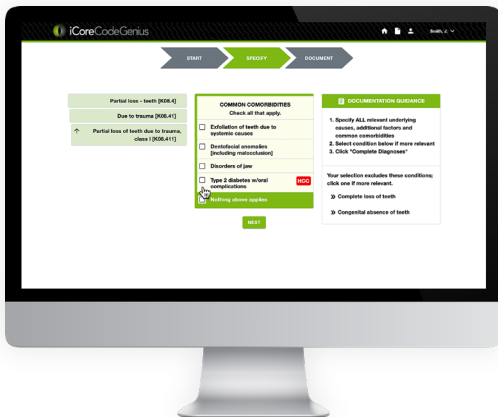 iCoreCodeGenius
Smith, J.
START
SPECIFY
DOCUMENT
Partial loss - teeth [K08.4]
Due to trauma [K08.41]
Partial loss of teeth due to trauma,
class I [K08.411]
COMMON COMORBIDITIES
Check all that apply.
Exfoliation of teeth due to
systemic causes
Dentofacial anomalies
[including malocclusion]
Disorders of jaw
Type 2 diabetes w/oral
complications
HCC
Nothing above applies
NEXT
DOCUMENTATION GUIDANCE
1. Specify ALL relevant underlying
causes, additional factors and
common comorbidities
2. Select condition below if more relevant
3. Click "Complete Diagnoses"
Your selection excludes these conditions;
click one if more relevant.
» Complete loss of teeth
» Congenital absence of teeth